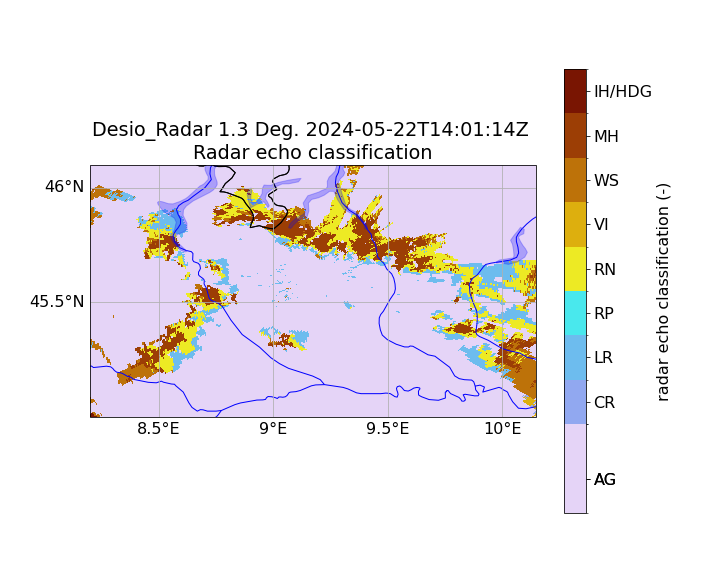 Desio_Radar 1.3 Deg. 2024-05-22T14:01:14Z
Radar echo classification
46°N
45.5°N
8.5°E
9°E
9.5°E
10°E
IH/HDG
MH
WS
VI
RN
RP
LR
CR
AG
radar echo classification (-)